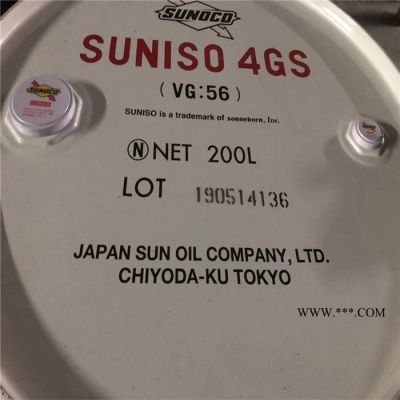 SUNOCO
SUNISO 4GS
( VG:56 )
SUNISO is a trademark of sonneborn, Inc.
SUNOCO
Ⓝ NET 200L
LOT 190514136
JAPAN SUN OIL COMPANY, LTD.
CHIYODA-KU TOKYO
WWW.***.COM